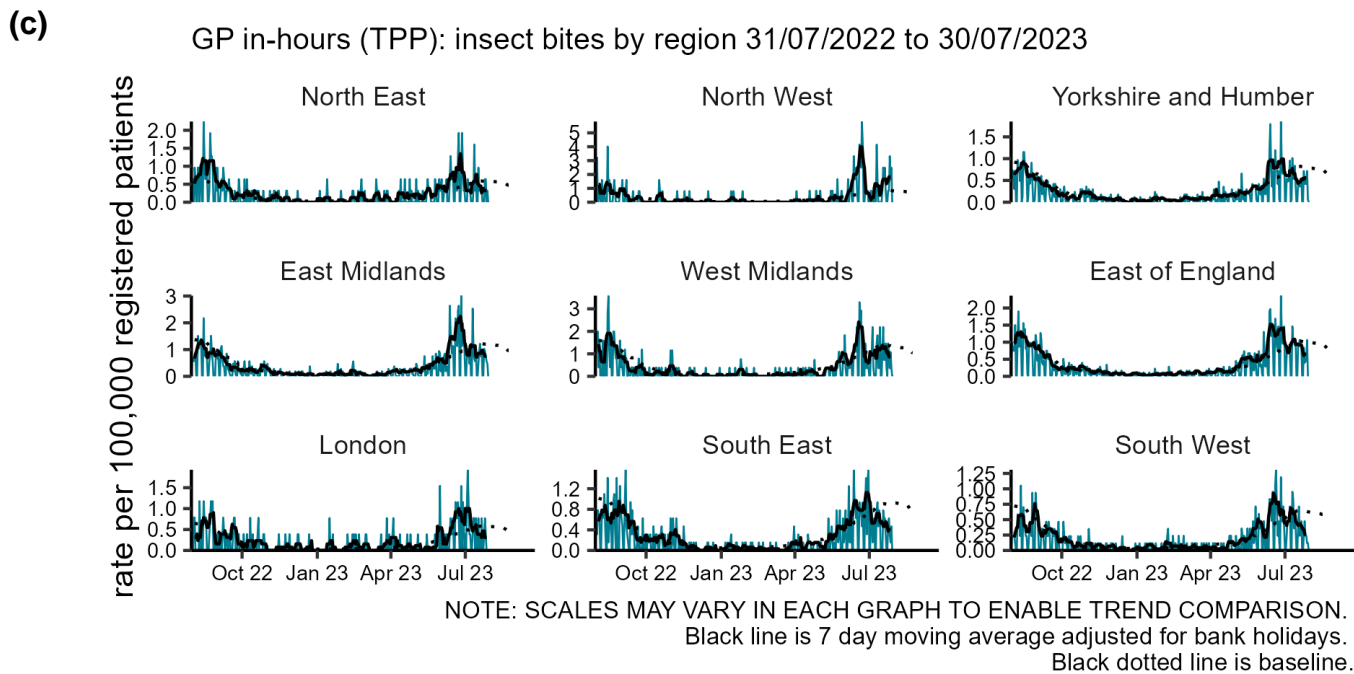 (c)
GP in-hours (TPP): insect bites by region 31/07/2022 to 30/07/2023
rate per 100,000 registered patients
North East
2.0
1.5
1.0
0.5
0.0
North West
5
4
3
2
1
0
Yorkshire and Humber
1.5
1.0
0.5
0.0
East Midlands
3
2
1
0
West Midlands
3
2
1
0
East of England
2.0
1.5
1.0
0.5
0.0
London
1.5
1.0
0.5
0.0
South East
1.2
0.8
0.4
0.0
South West
1.25
1.00
0.75
0.50
0.25
0.00
Oct 22 Jan 23 Apr 23 Jul 23
Oct 22 Jan 23 Apr 23 Jul 23
Oct 22 Jan 23 Apr 23 Jul 23
NOTE: SCALES MAY VARY IN EACH GRAPH TO ENABLE TREND COMPARISON.
Black line is 7 day moving average adjusted for bank holidays.
Black dotted line is baseline.